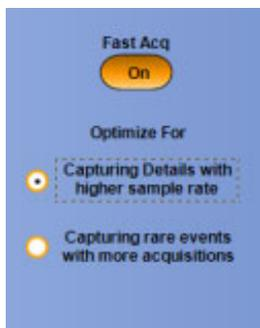 Fast Acq
On
Optimize For
Capturing Details with
higher sample rate
Capturing rare events
with more acquisitions